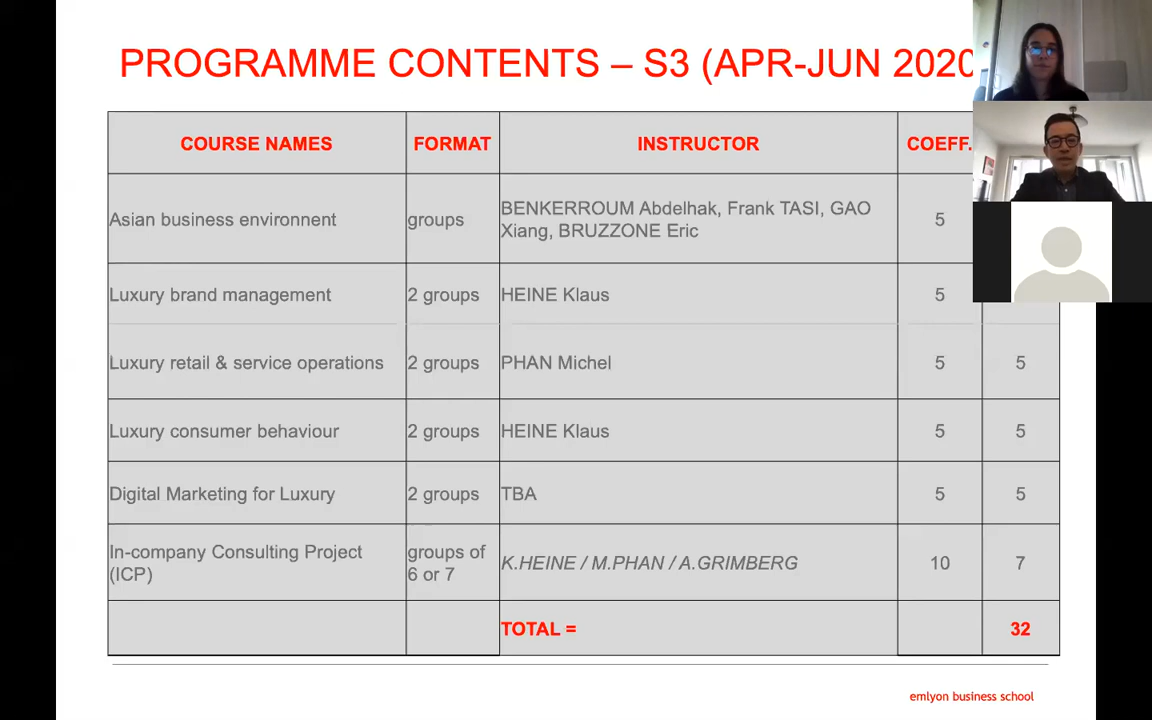 PROGRAMME CONTENTS – S3 (APR-JUN 2020
COURSE NAMES FORMAT INSTRUCTOR COEFF.
Asian business environnent groups BENKERROUM Abdelhak, Frank TASI, GAO Xiang, BRUZZONE Eric 5
Luxury brand management 2 groups HEINE Klaus 5
Luxury retail & service operations 2 groups PHAN Michel 5 5
Luxury consumer behaviour 2 groups HEINE Klaus 5 5
Digital Marketing for Luxury 2 groups TBA 5 5
In-company Consulting Project (ICP) groups of 6 or 7 K.HEINE / M.PHAN / A.GRIMBERG 10 7
TOTAL = 32
emlyon business school